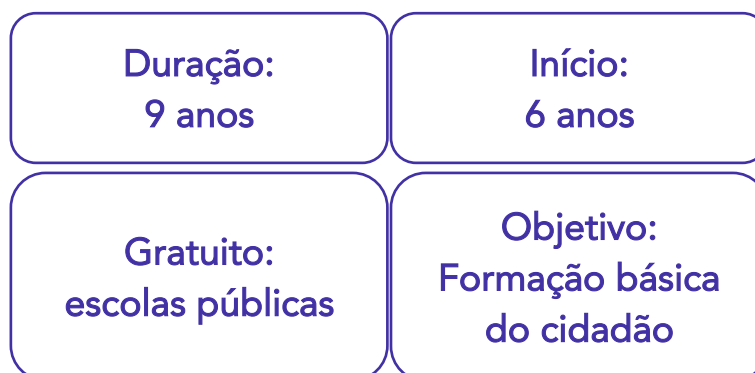 Duração:
9 anos
Início:
6 anos
Gratuito:
escolas públicas
Objetivo:
Formação básica
do cidadão